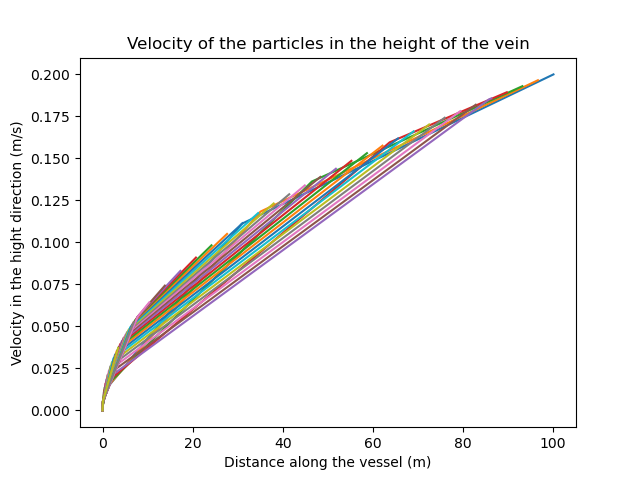 Velocity of the particles in the height of the vein
Velocity in the hight direction (m/s)
0.200
0.175
0.150
0.125
0.100
0.075
0.050
0.025
0.000
0 20 40 60 80 100
Distance along the vessel (m)